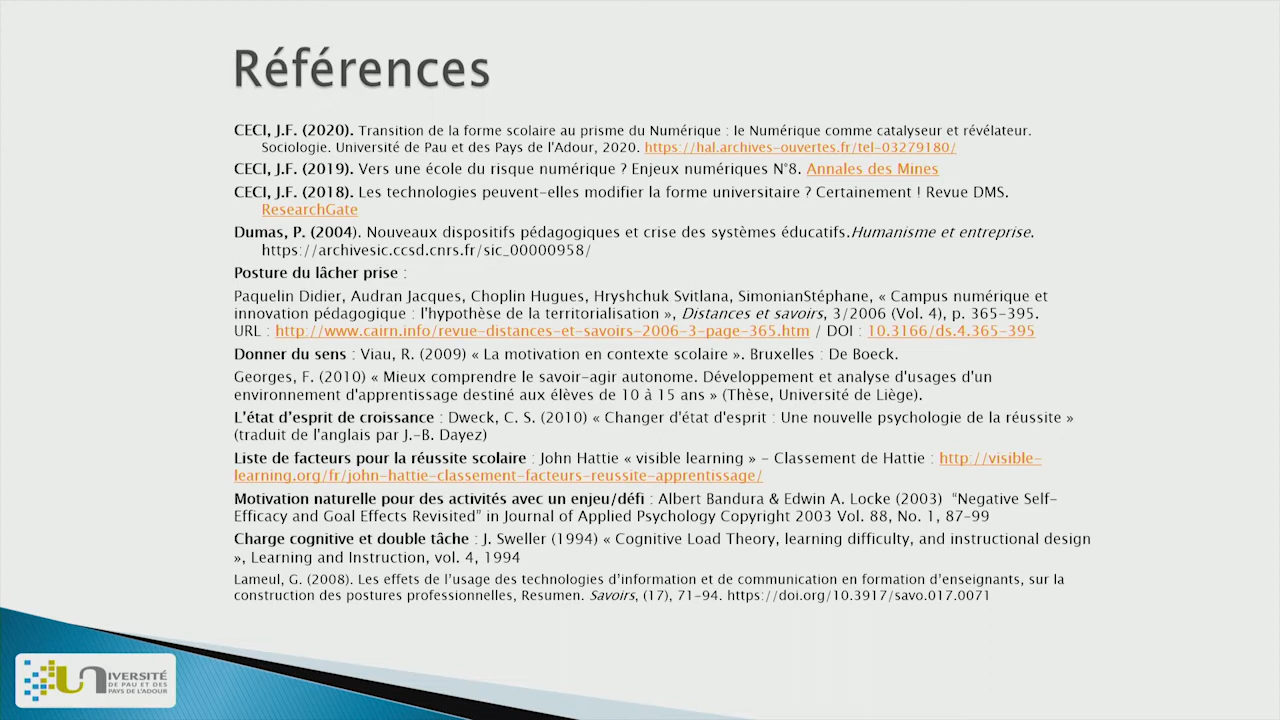 Références
CECI, J.F. (2020). Transition de la forme scolaire au prisme du Numérique : le Numérique comme catalyseur et révélateur.
Sociologie. Université de Pau et des Pays de l'Adour, 2020. https://hal.archives-ouvertes.fr/tel-03279180/
CECI, J.F. (2019). Vers une école du risque numérique ? Enjeux numériques N°8. Annales des Mines
CECI, J.F. (2018). Les technologies peuvent-elles modifier la forme universitaire ? Certainement ! Revue DMS.
ResearchGate
Dumas, P. (2004). Nouveaux dispositifs pédagogiques et crise des systèmes éducatifs.Humanisme et entreprise.
https://archivesic.ccsd.cnrs.fr/sic_00000958/
Posture du lâcher prise :
Paquelin Didier, Audran Jacques, Choplin Hugues, Hryshchuk Svitlana, SimonianStéphane, « Campus numérique et
innovation pédagogique : l'hypothèse de la territorialisation », Distances et savoirs, 3/2006 (Vol. 4), p. 365-395.
URL : http://www.cairn.info/revue-distances-et-savoirs-2006-3-page-365.htm / DOI : 10.3166/ds.4.365-395
Donner du sens : Viau, R. (2009) « La motivation en contexte scolaire ». Bruxelles : De Boeck.
Georges, F. (2010) « Mieux comprendre le savoir-agir autonome. Développement et analyse d'usages d'un
environnement d'apprentissage destiné aux élèves de 10 à 15 ans » (Thèse, Université de Liège).
L'état d’esprit de croissance : Dweck, C. S. (2010) « Changer d'état d'esprit : Une nouvelle psychologie de la réussite »
(traduit de l'anglais par J.-B. Dayez)
Liste de facteurs pour la réussite scolaire : John Hattie « visible learning » - Classement de Hattie : http://visible-
learning.org/fr/john-hattie-classement-facteurs-reussite-apprentissage/
Motivation naturelle pour des activités avec un enjeu/défi : Albert Bandura & Edwin A. Locke (2003) “Negative Self-
Efficacy and Goal Effects Revisited” in Journal of Applied Psychology Copyright 2003 Vol. 88, No. 1, 87-99
Charge cognitive et double tâche : J. Sweller (1994) « Cognitive Load Theory, learning difficulty, and instructional design
», Learning and Instruction, vol. 4, 1994
Lameul, G. (2008). Les effets de l’usage des technologies d’information et de communication en formation d’enseignants, sur la
construction des postures professionnelles, Resumen. Savoirs, (17), 71-94. https://doi.org/10.3917/savo.017.0071
UNIVERSITÉ
DE PAU ET DES
PAYS DE L'ADOUR